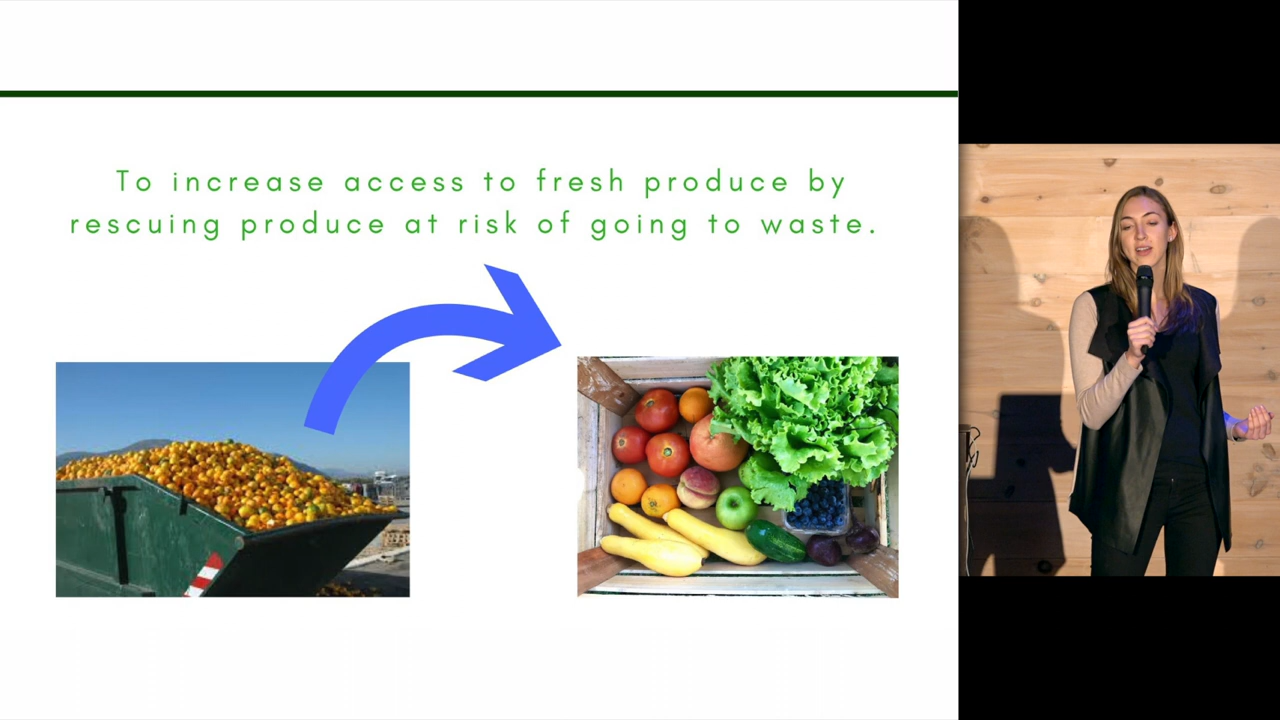 To increase access to fresh produce by
rescuing produce at risk of going to waste.